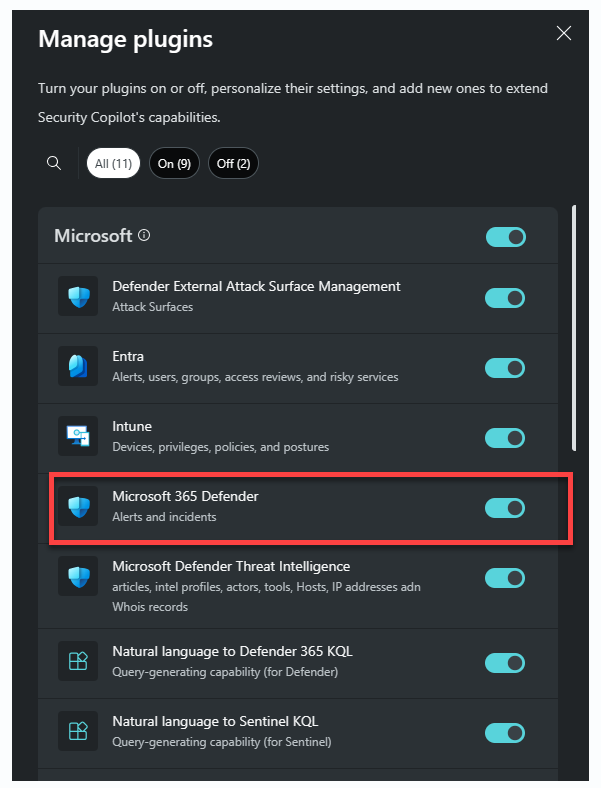 Manage plugins
Turn your plugins on or off, personalize their settings, and add new ones to extend
Security Copilot's capabilities.
All (11)
On (9)
Off (2)
Microsoft
Defender External Attack Surface Management
Attack Surfaces
Entra
Alerts, users, groups, access reviews, and risky services
Intune
Devices, privileges, policies, and postures
Microsoft 365 Defender
Alerts and incidents
Microsoft Defender Threat Intelligence
articles, intel profiles, actors, tools, Hosts, IP addresses adn
Whois records
Natural language to Defender 365 KQL
Query-generating capability (for Defender)
Natural language to Sentinel KQL
Query-generating capability (for Sentinel)